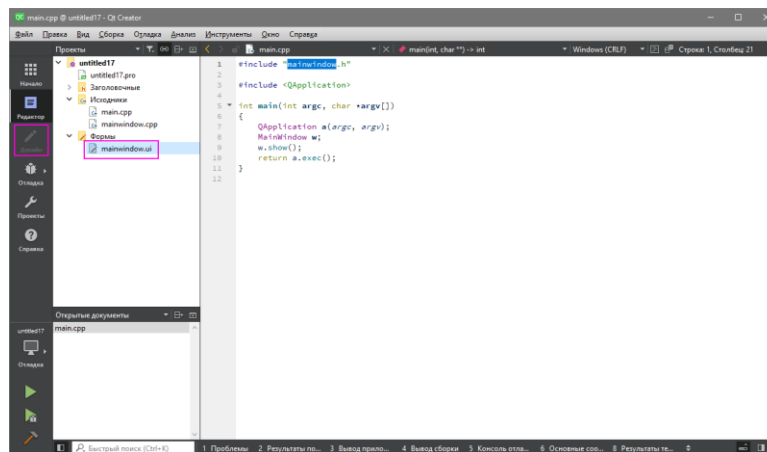 main.cpp @ untitled17 - Qt Creator
Файл Правка Вид Сборка Отладка Анализ Инструменты Окно Справка
Проекты
main.cpp
main(int, char **) -> int
Windows (CRLF)
Строка: 1, Столбец: 21
Начало
Редактор
Дизайн
Отладка
Проекты
Справка
untitled17
untitled17.pro
Заголовочные
Исходники
main.cpp
mainwindow.cpp
Формы
mainwindow.ui
1 #include "mainwindow.h"
2
3 #include <QApplication>
4
5 int main(int argc, char *argv[])
6 {
7 QApplication a(argc, argv);
8 MainWindow w;
9 w.show();
10 return a.exec();
11 }
12
Открытые документы
main.cpp
untitled17
Отладка
Быстрый поиск (Ctrl+K)
1 Проблемы 2 Результаты по... 3 Вывод прило... 4 Вывод сборки 5 Консоль отла... 6 Основные соо... 8 Результаты те...